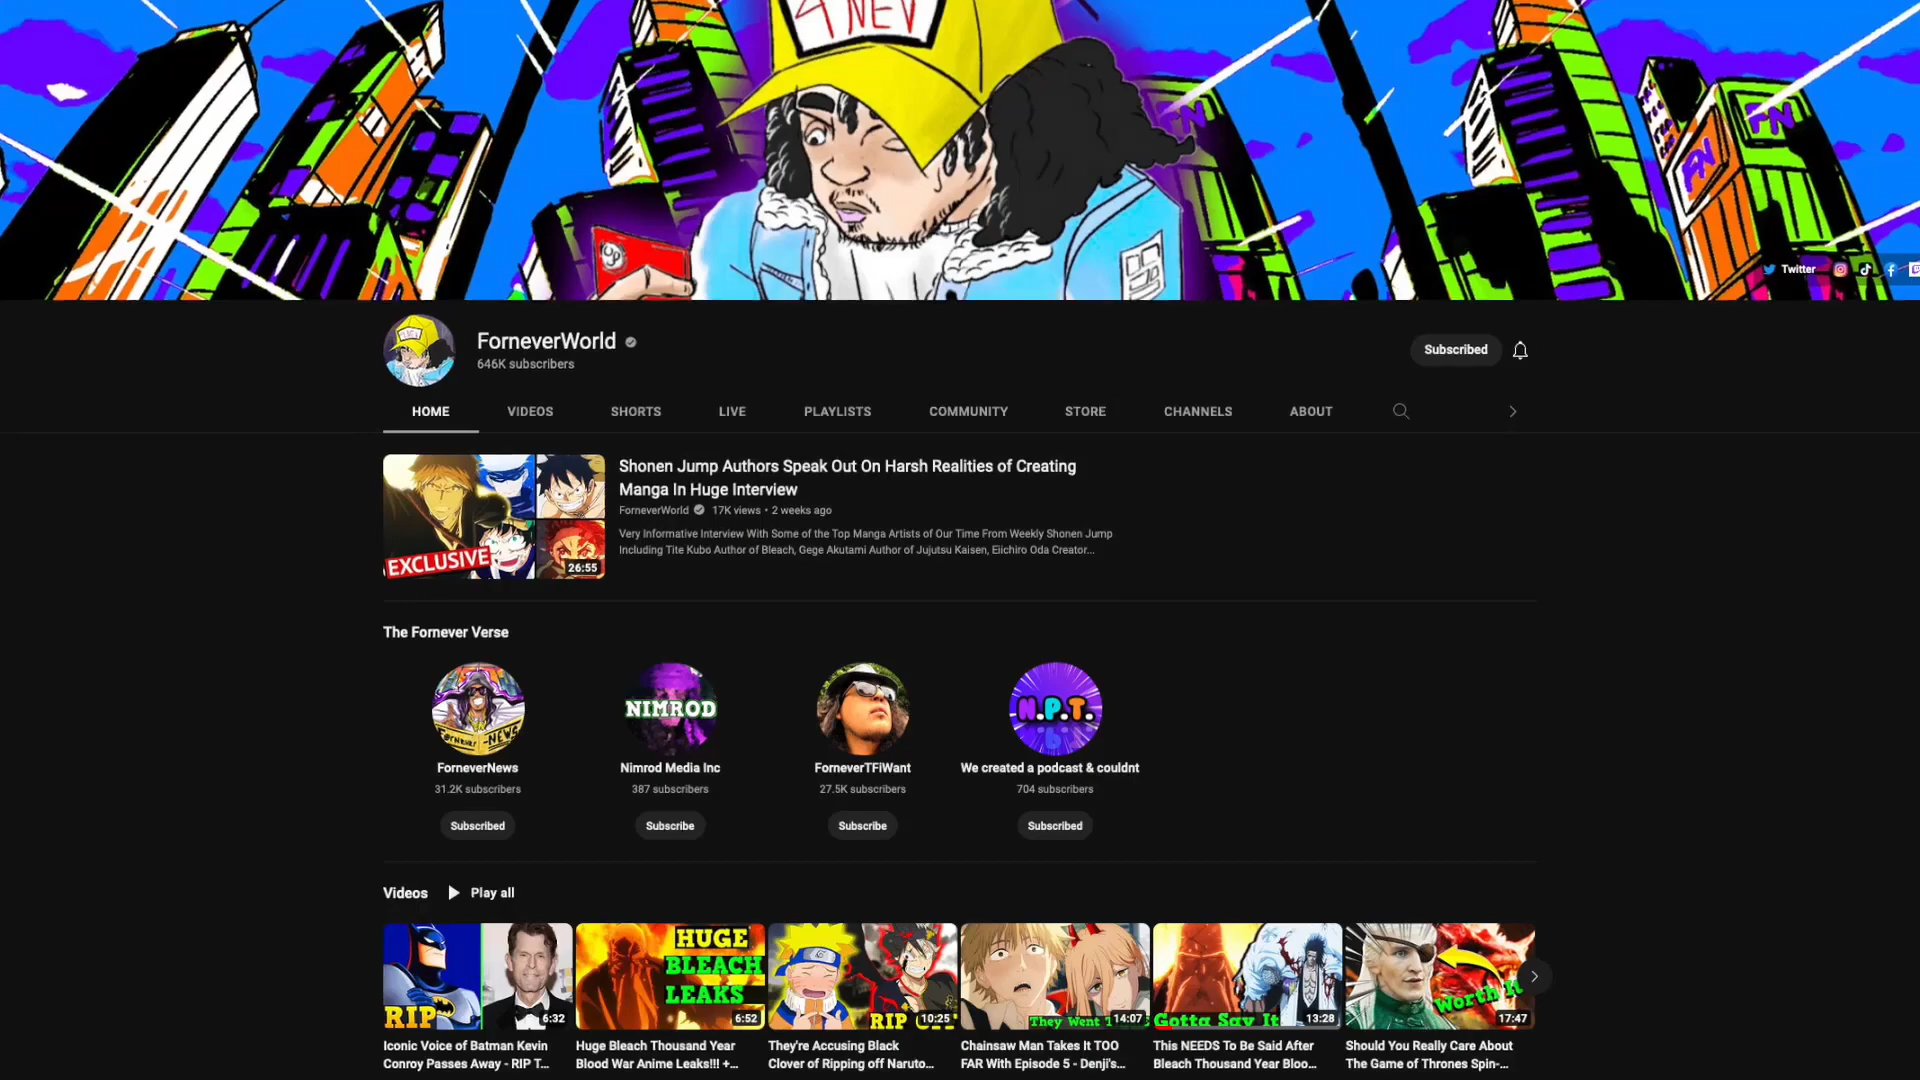 4 NEV
FN
FN
FN
Twitter
ForneverWorld
646K subscribers
Subscribed
HOME
VIDEOS
SHORTS
LIVE
PLAYLISTS
COMMUNITY
STORE
CHANNELS
ABOUT
EXCLUSIVE
26:55
Shonen Jump Authors Speak Out On Harsh Realities of Creating
Manga In Huge Interview
ForneverWorld 17K views • 2 weeks ago
Very Informative Interview With Some of the Top Manga Artists of Our Time From Weekly Shonen Jump
Including Tite Kubo Author of Bleach, Gege Akutami Author of Jujutsu Kaisen, Eiichiro Oda Creator...
The Fornever Verse
FORNEVER-NEWS
ForneverNews
31.2K subscribers
Subscribed
NIMROD
Nimrod Media Inc
387 subscribers
Subscribe
ForneverTFiWant
27.5K subscribers
Subscribe
N.P.T.
We created a podcast & couldnt
704 subscribers
Subscribed
Videos
Play all
RIP
6:32
Iconic Voice of Batman Kevin
Conroy Passes Away - RIP T...
HUGE
BLEACH
LEAKS
6:52
Huge Bleach Thousand Year
Blood War Anime Leaks!!! +...
RIP OFF
10:25
They're Accusing Black
Clover of Ripping off Naruto...
They Went T
14:07
Chainsaw Man Takes It TOO
FAR With Episode 5 - Denji's...
Gotta Say It
13:28
This NEEDS To Be Said After
Bleach Thousand Year Bloo...
Worth It
17:47
Should You Really Care About
The Game of Thrones Spin-...